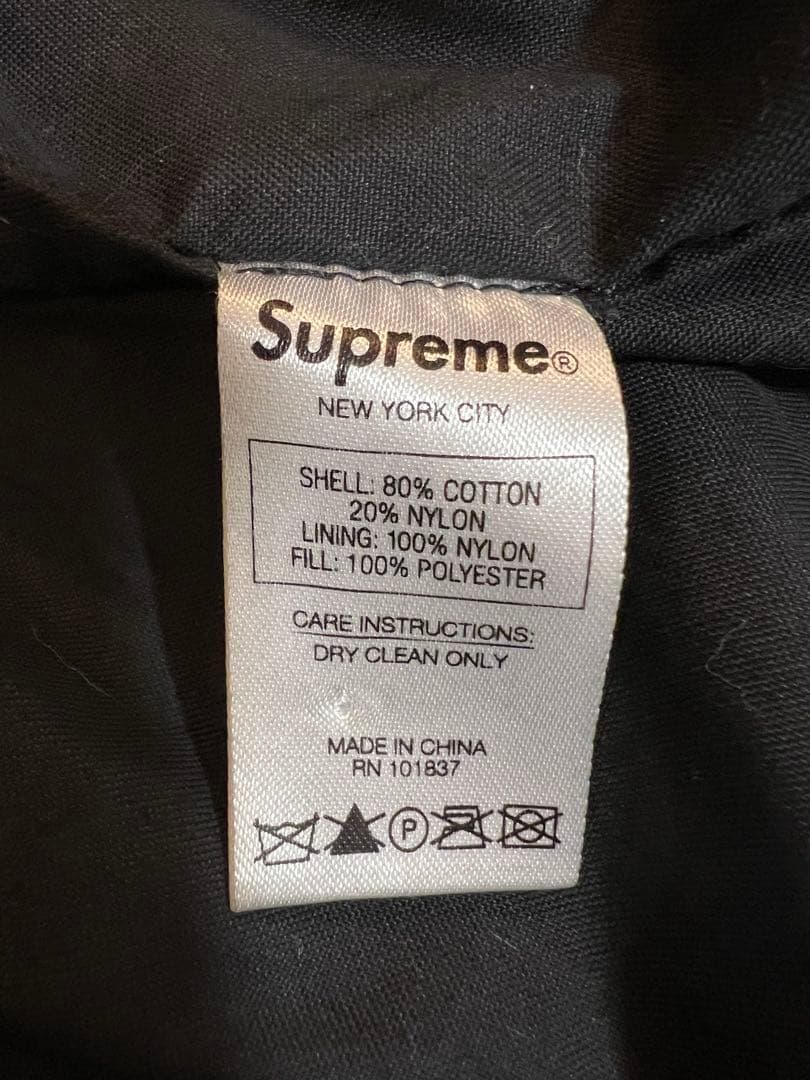 Supreme®
NEW YORK CITY
SHELL: 80% COTTON
20% NYLON
LINING: 100% NYLON
FILL: 100% POLYESTER
CARE INSTRUCTIONS:
DRY CLEAN ONLY
MADE IN CHINA
RN 101837
P